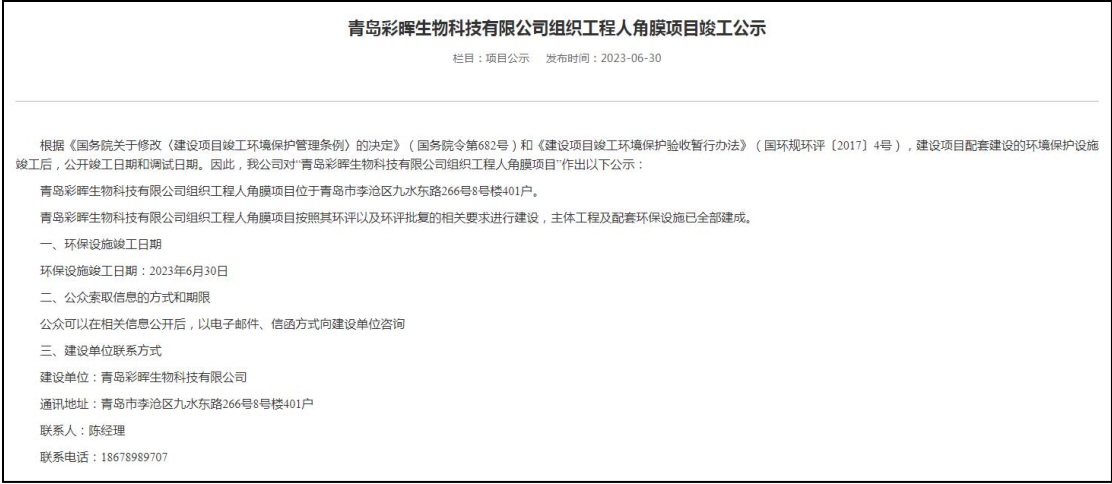 青岛彩晖生物科技有限公司组织工程人角膜项目竣工公示
栏目：项目公示 发布时间：2023-06-30
根据《国务院关于修改〈建设项目竣工环境保护管理条例〉的决定》（国务院令第682号）和《建设项目竣工环境保护验收暂行办法》（国环规环评〔2017〕4号），建设项目配套建设的环境保护设施
竣工后，公开竣工日期和调试日期。因此，我公司对“青岛彩晖生物科技有限公司组织工程人角膜项目”作出以下公示：
青岛彩晖生物科技有限公司组织工程人角膜项目位于青岛市李沧区九水东路266号8号楼401户。
青岛彩晖生物科技有限公司组织工程人角膜项目按照其环评以及环评批复的相关要求进行建设，主体工程及配套环保设施已全部建成。
一、环保设施竣工日期
环保设施竣工日期：2023年6月30日
二、公众索取信息的方式和期限
公众可以在相关信息公开后，以电子邮件、信函方式向建设单位咨询
三、建设单位联系方式
建设单位：青岛彩晖生物科技有限公司
通讯地址：青岛市李沧区九水东路266号8号楼401户
联系人：陈经理
联系电话：18678989707